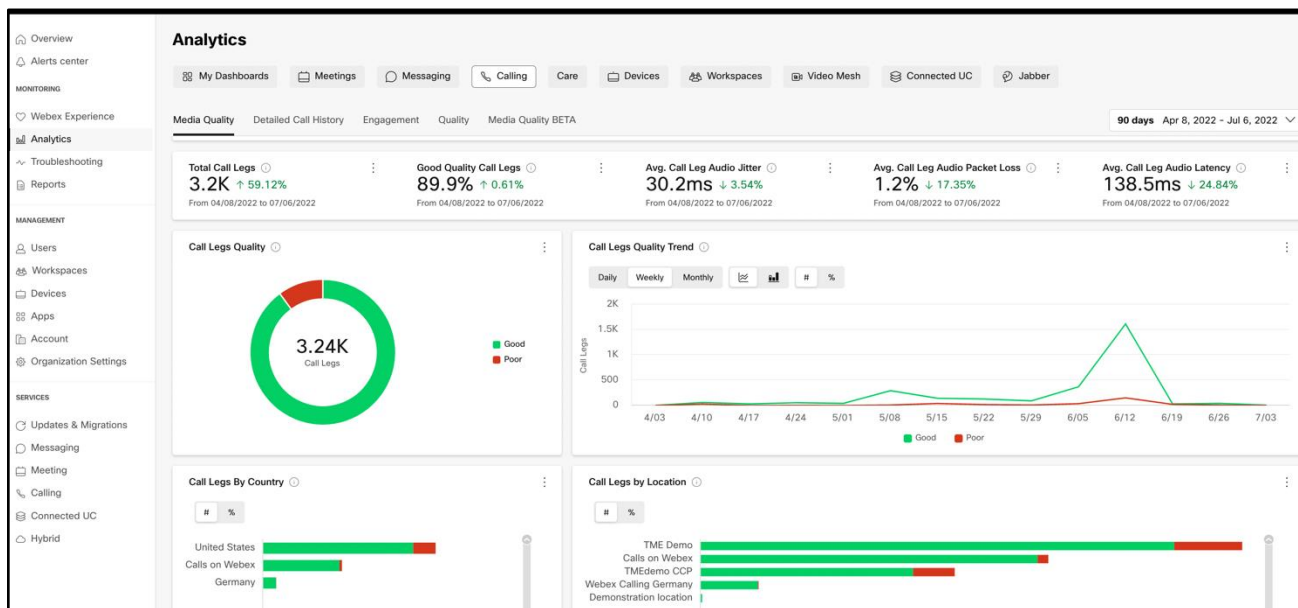 Overview
Alerts center
MONITORING
Webex Experience
Analytics
Troubleshooting
Reports
MANAGEMENT
Users
Workspaces
Devices
Apps
Account
Organization Settings
SERVICES
Updates & Migrations
Messaging
Meeting
Calling
Connected UC
Hybrid
Analytics
My Dashboards Meetings Messaging Calling Care Devices Workspaces Video Mesh Connected UC Jabber
Media Quality Detailed Call History Engagement Quality Media Quality BETA 90 days Apr 8, 2022 - Jul 6, 2022
Total Call Legs
3.2K ↑ 59.12%
From 04/08/2022 to 07/06/2022
Good Quality Call Legs
89.9% ↑ 0.61%
From 04/08/2022 to 07/06/2022
Avg. Call Leg Audio Jitter
30.2ms ↓ 3.54%
From 04/08/2022 to 07/06/2022
Avg. Call Leg Audio Packet Loss
1.2% ↓ 17.35%
From 04/08/2022 to 07/06/2022
Avg. Call Leg Audio Latency
138.5ms ↓ 24.84%
From 04/08/2022 to 07/06/2022
Call Legs Quality
3.24K
Call Legs
Good
Poor
Call Legs Quality Trend
Daily Weekly Monthly # %
Call Legs
2K
1.5K
1K
500
0
4/03 4/10 4/17 4/24 5/01 5/08 5/15 5/22 5/29 6/05 6/12 6/19 6/26 7/03
Good Poor
Call Legs By Country
# %
United States
Calls on Webex
Germany
Call Legs by Location
# %
TME Demo
Calls on Webex
TMEdemo CCP
Webex Calling Germany
Demonstration location